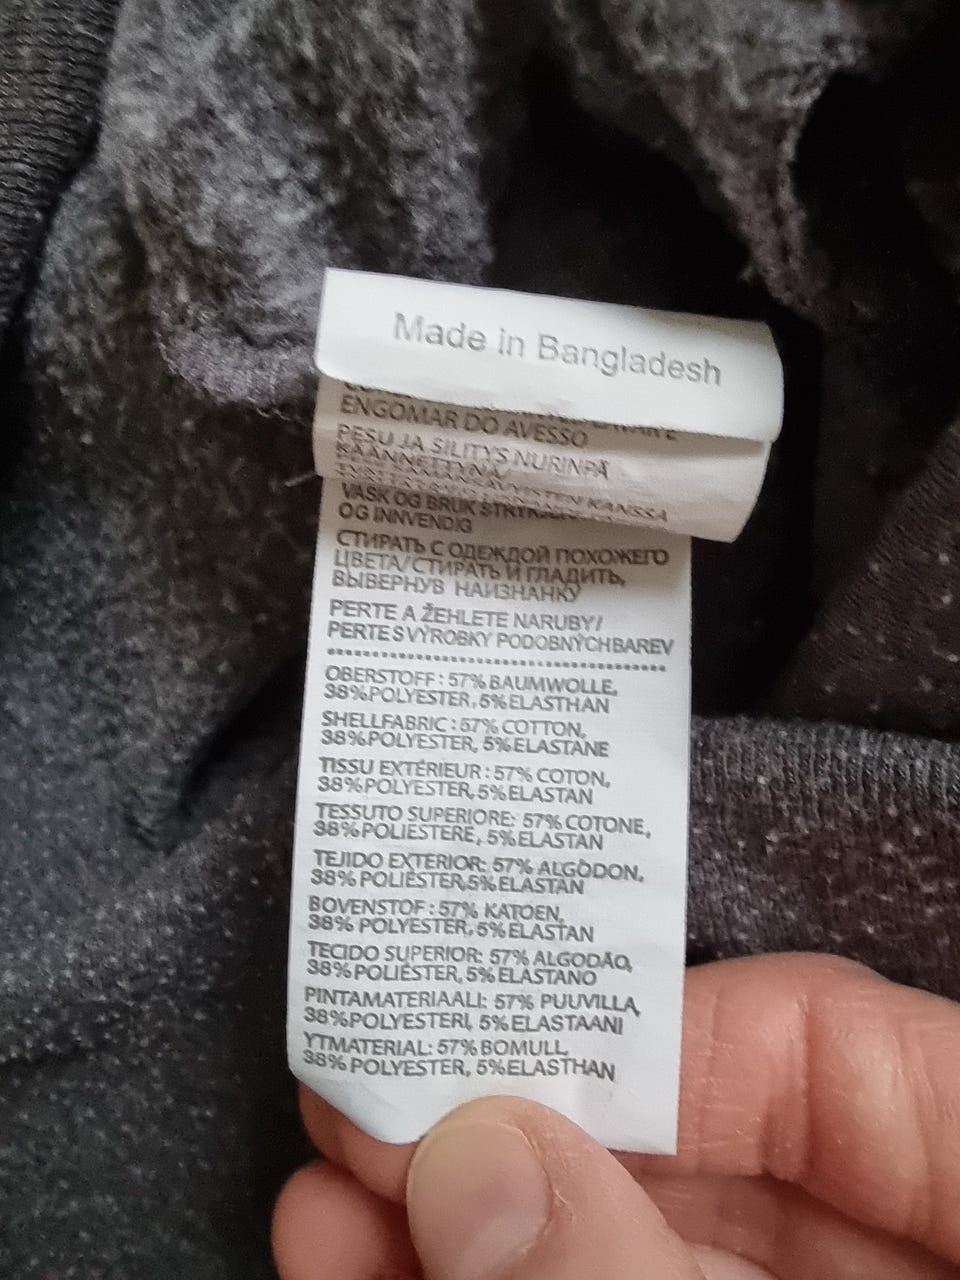 Made in Bangladesh
ENGOMAR DO AVESSO
PESU JA SILITYS NURINPÄ
KÄÄNNETTYNÄ/
KANSSA
VASK OG BRUK
OG INNVENDIG
СТИРАТЬ С ОДЕЖДОЙ ПОХОЖЕГО
ЦВЕТА/СТИРАТЬ И ГЛАДИТЬ,
ВЫВЕРНУВ НАИЗНАНКУ
PERTE A ŽEHLETE NARUBY/
PERTE S VÝROBKY PODOBNÝCH BAREV
OBERSTOFF : 57% BAUMWOLLE,
38% POLYESTER, 5% ELASTHAN
SHELLFABRIC : 57% COTTON,
38% POLYESTER, 5% ELASTANE
TISSU EXTÉRIEUR : 57% COTON,
38% POLYESTER, 5% ELASTAN
TESSUTO SUPERIORE: 57% COTONE,
38% POLIESTERE, 5% ELASTAN
TEJIDO EXTERIOR: 57% ALGODON,
38% POLIÉSTER, 5% ELASTAN
BOVENSTOF : 57% KATOEN,
38% POLYESTER, 5% ELASTAN
TECIDO SUPERIOR: 57% ALGODÃO,
38% POLIÉSTER, 5% ELASTANO
PINTAMATERIAALI: 57% PUUVILLA,
38% POLYESTERI, 5% ELASTAANI
YTMATERIAL: 57% BOMULL,
38% POLYESTER, 5% ELASTHAN